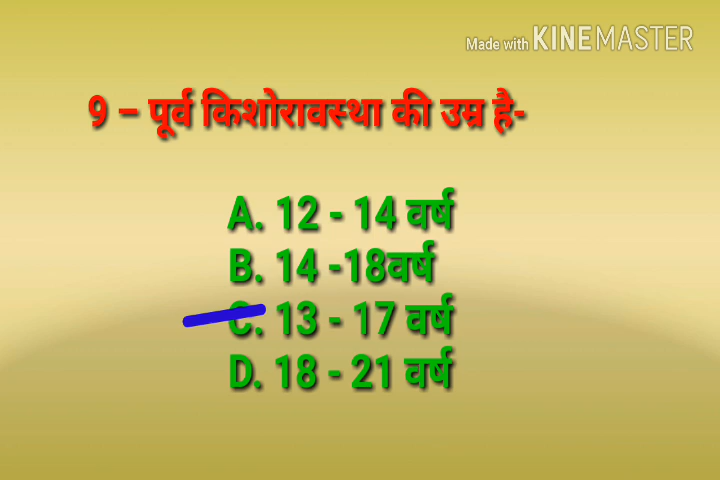 Made with KINEMASTER
9 – पूर्व किशोरावस्था की उम्र है-
A. 12 - 14 वर्ष
B. 14 -18वर्ष
C. 13 - 17 वर्ष
D. 18 - 21 वर्ष